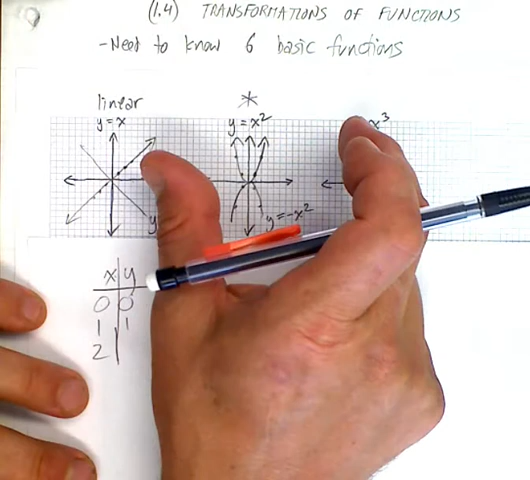 (1.4) TRANSFORMATIONS OF FUNCTIONS
- Need to know 6 basic functions
linear
*
y = x
y = x²
x³
y
y = -x²
x y
0 0
1 1
2